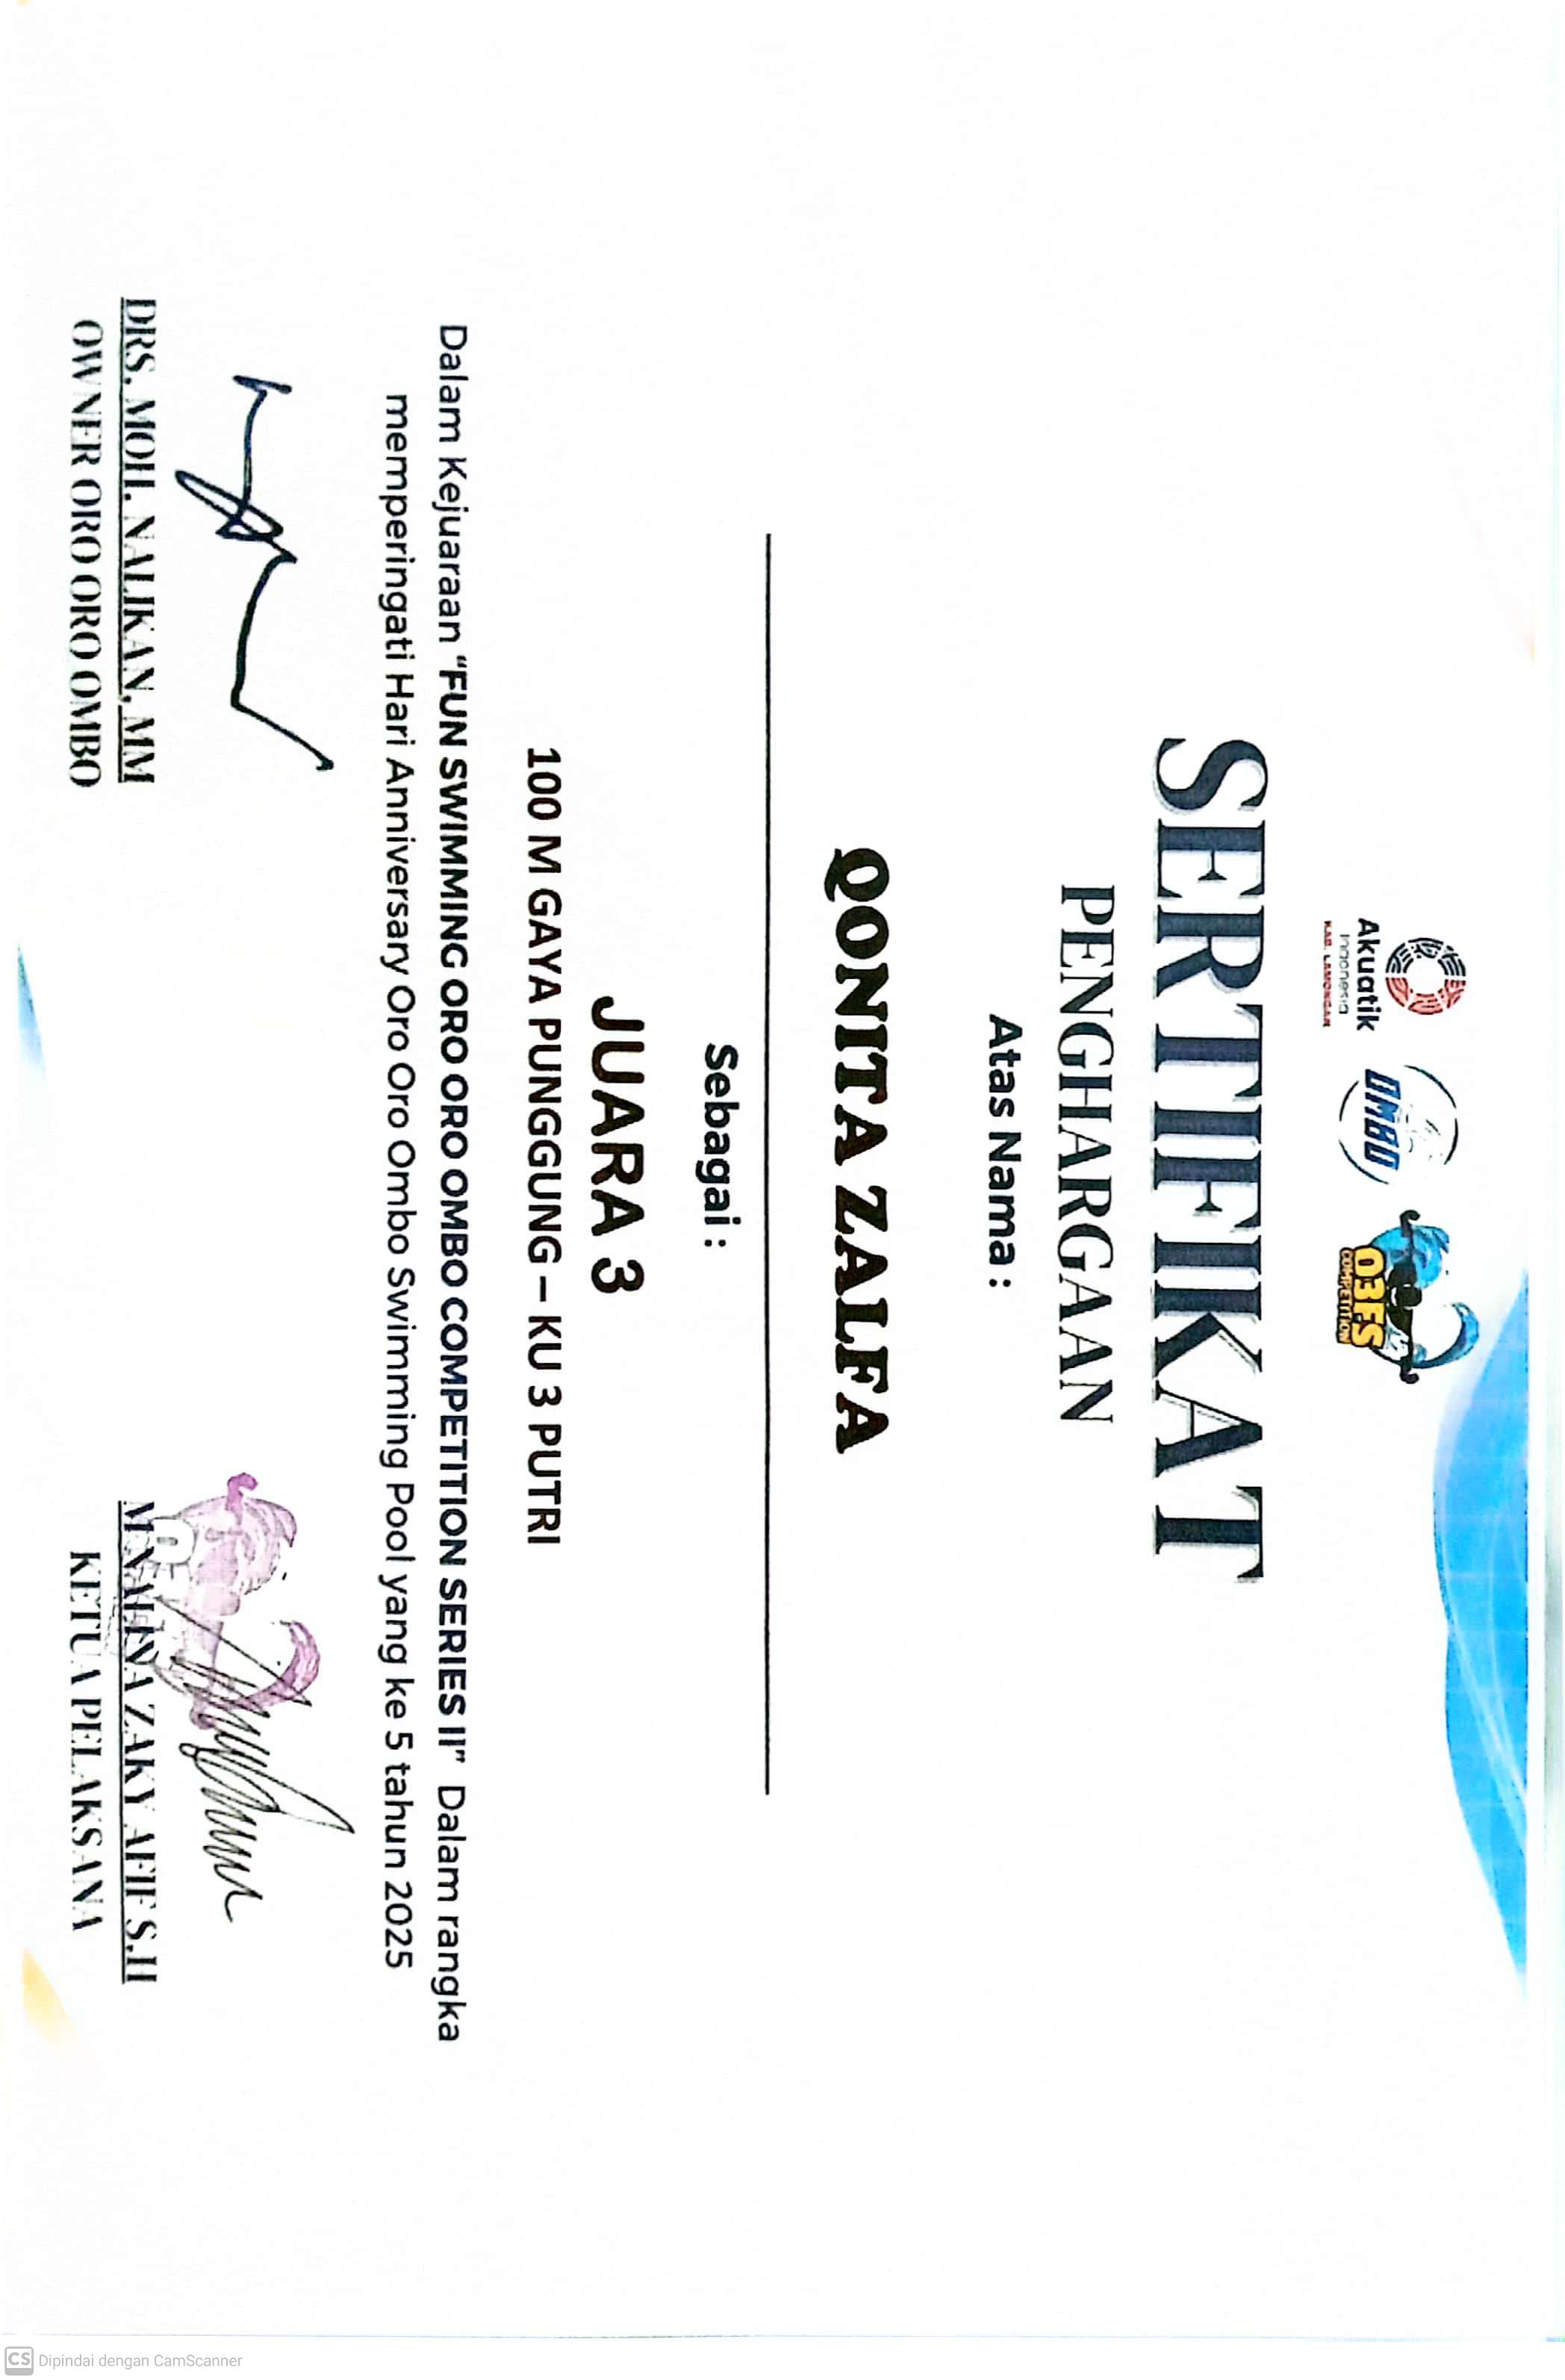 Akuatik
Indonesia
KAB. LAMONGAN
OMBO
O3FS
COMPETITION
SERTIFIKAT
PENGHARGAAN
Atas Nama :
QONITA ZALFA
Sebagai :
JUARA 3
100 M GAYA PUNGGUNG – KU 3 PUTRI
Dalam Kejuaraan "FUN SWIMMING ORO ORO OMBO COMPETITION SERIES II" Dalam rangka
memperingati Hari Anniversary Oro Oro Ombo Swimming Pool yang ke 5 tahun 2025
DRS. MOH. NALIKAN, MM
OWNER ORO ORO OMBO
ZAKY AFIF S.H
KETUA PELAKSANA
CS Dipindai dengan CamScanner